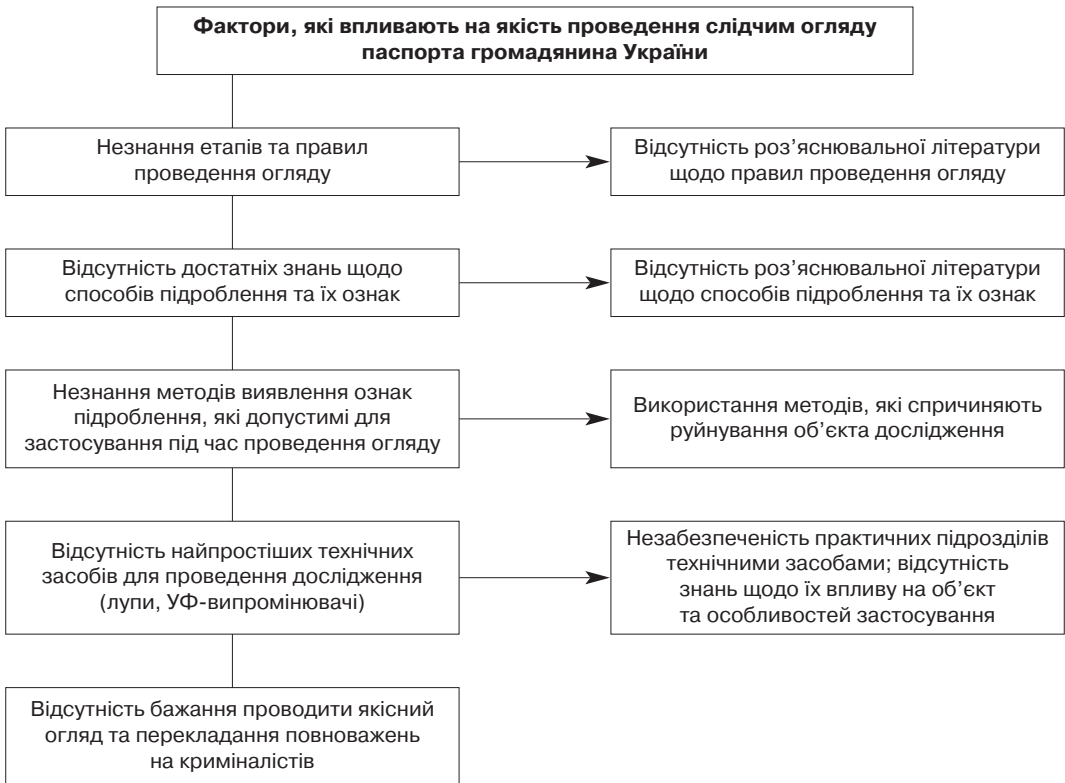 Фактори, які впливають на якість проведення слідчим огляду
паспорта громадянина України
Незнання етапів та правил
проведення огляду
Відсутність роз’яснювальної літератури
щодо правил проведення огляду
Відсутність достатніх знань щодо
способів підроблення та їх ознак
Відсутність роз’яснювальної літератури
щодо способів підроблення та їх ознак
Незнання методів виявлення ознак
підроблення, які допустимі для
застосування під час проведення огляду
Використання методів, які спричиняють
руйнування об’єкта дослідження
Відсутність найпростіших технічних
засобів для проведення дослідження
(лупи, УФ-випромінювачі)
Незабезпеченість практичних підрозділів
технічними засобами; відсутність
знань щодо їх впливу на об’єкт
та особливостей застосування
Відсутність бажання проводити якісний
огляд та перекладання повноважень
на криміналістів